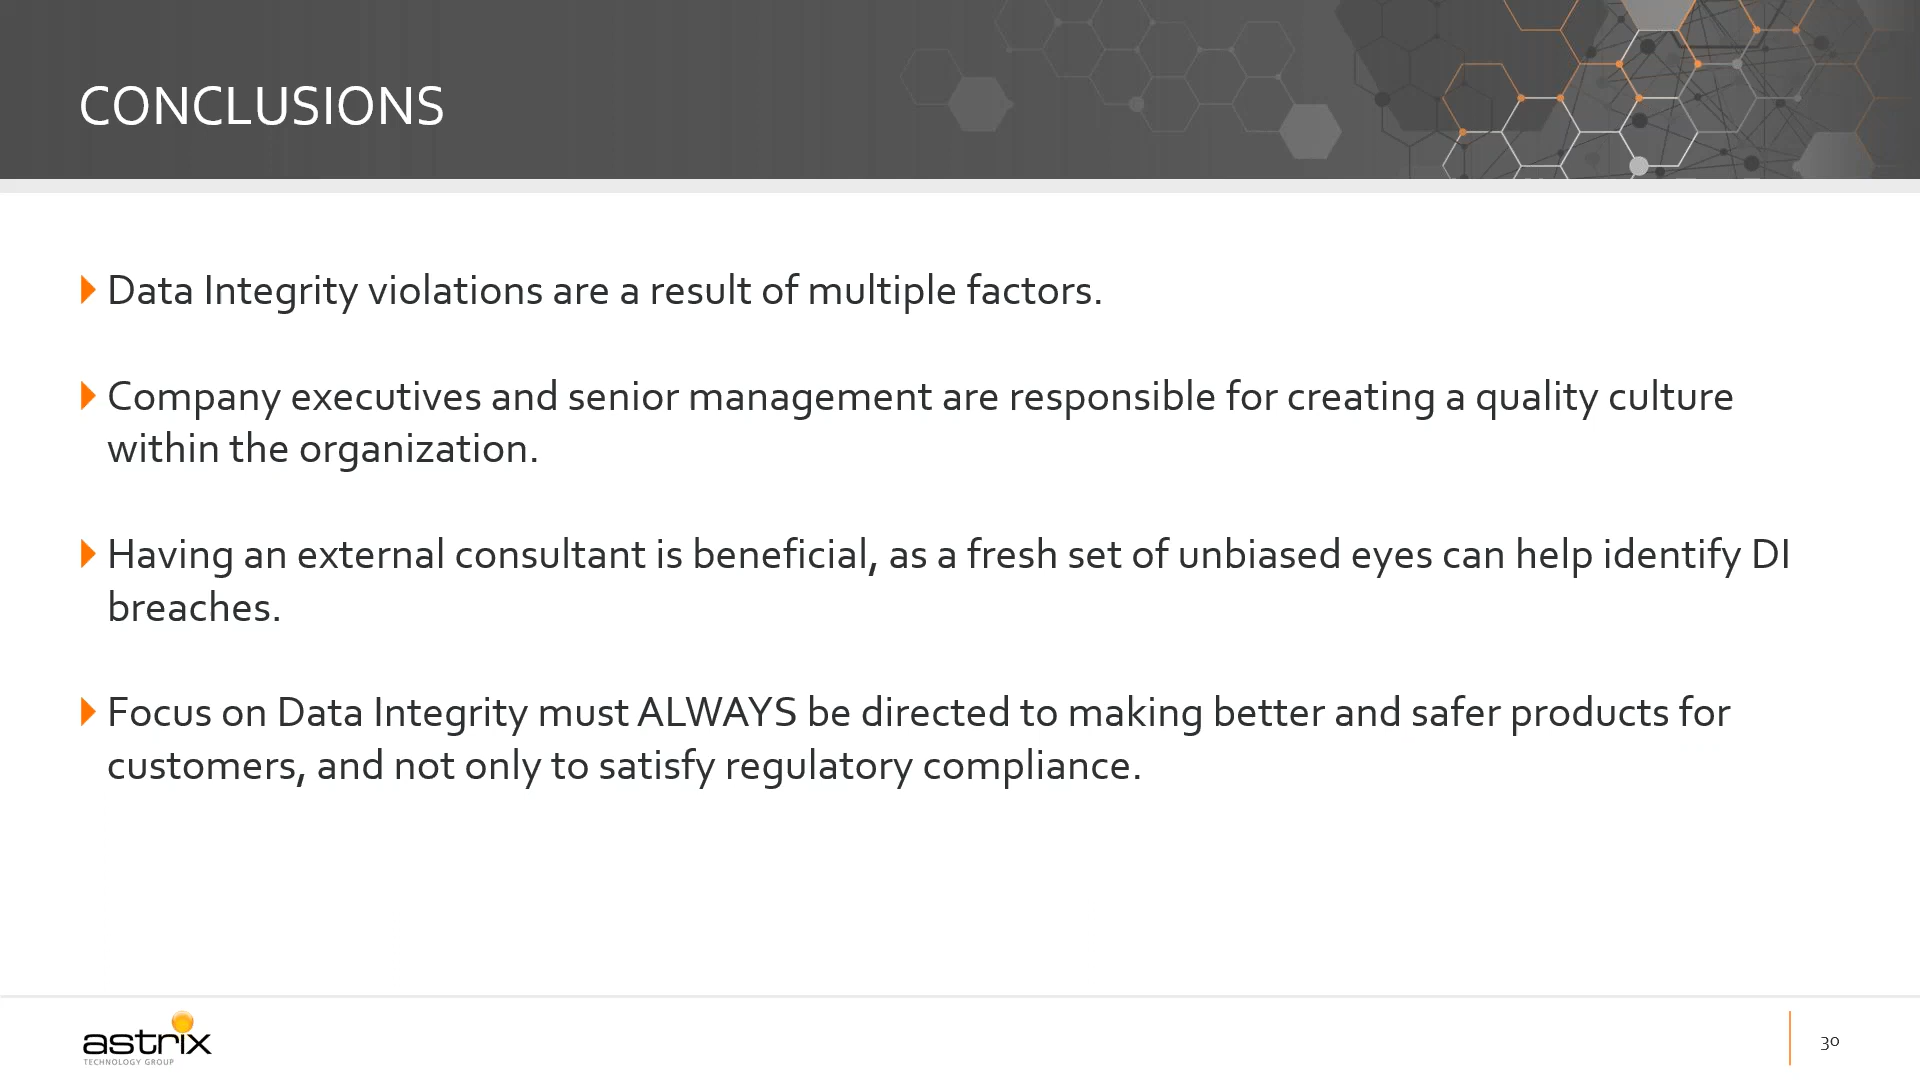 CONCLUSIONS
Data Integrity violations are a result of multiple factors.
Company executives and senior management are responsible for creating a quality culture
within the organization.
Having an external consultant is beneficial, as a fresh set of unbiased eyes can help identify DI
breaches.
Focus on Data Integrity must ALWAYS be directed to making better and safer products for
customers, and not only to satisfy regulatory compliance.
astrix
TECHNOLOGY GROUP
30